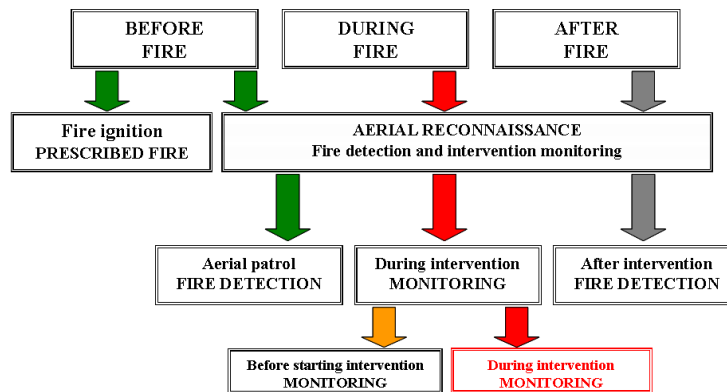 BEFORE
FIRE
DURING
FIRE
AFTER
FIRE
Fire ignition
PRESCRIBED FIRE
AERIAL RECONNAISSANCE
Fire detection and intervention monitoring
Aerial patrol
FIRE DETECTION
During intervention
MONITORING
After intervention
FIRE DETECTION
Before starting intervention
MONITORING
During intervention
MONITORING